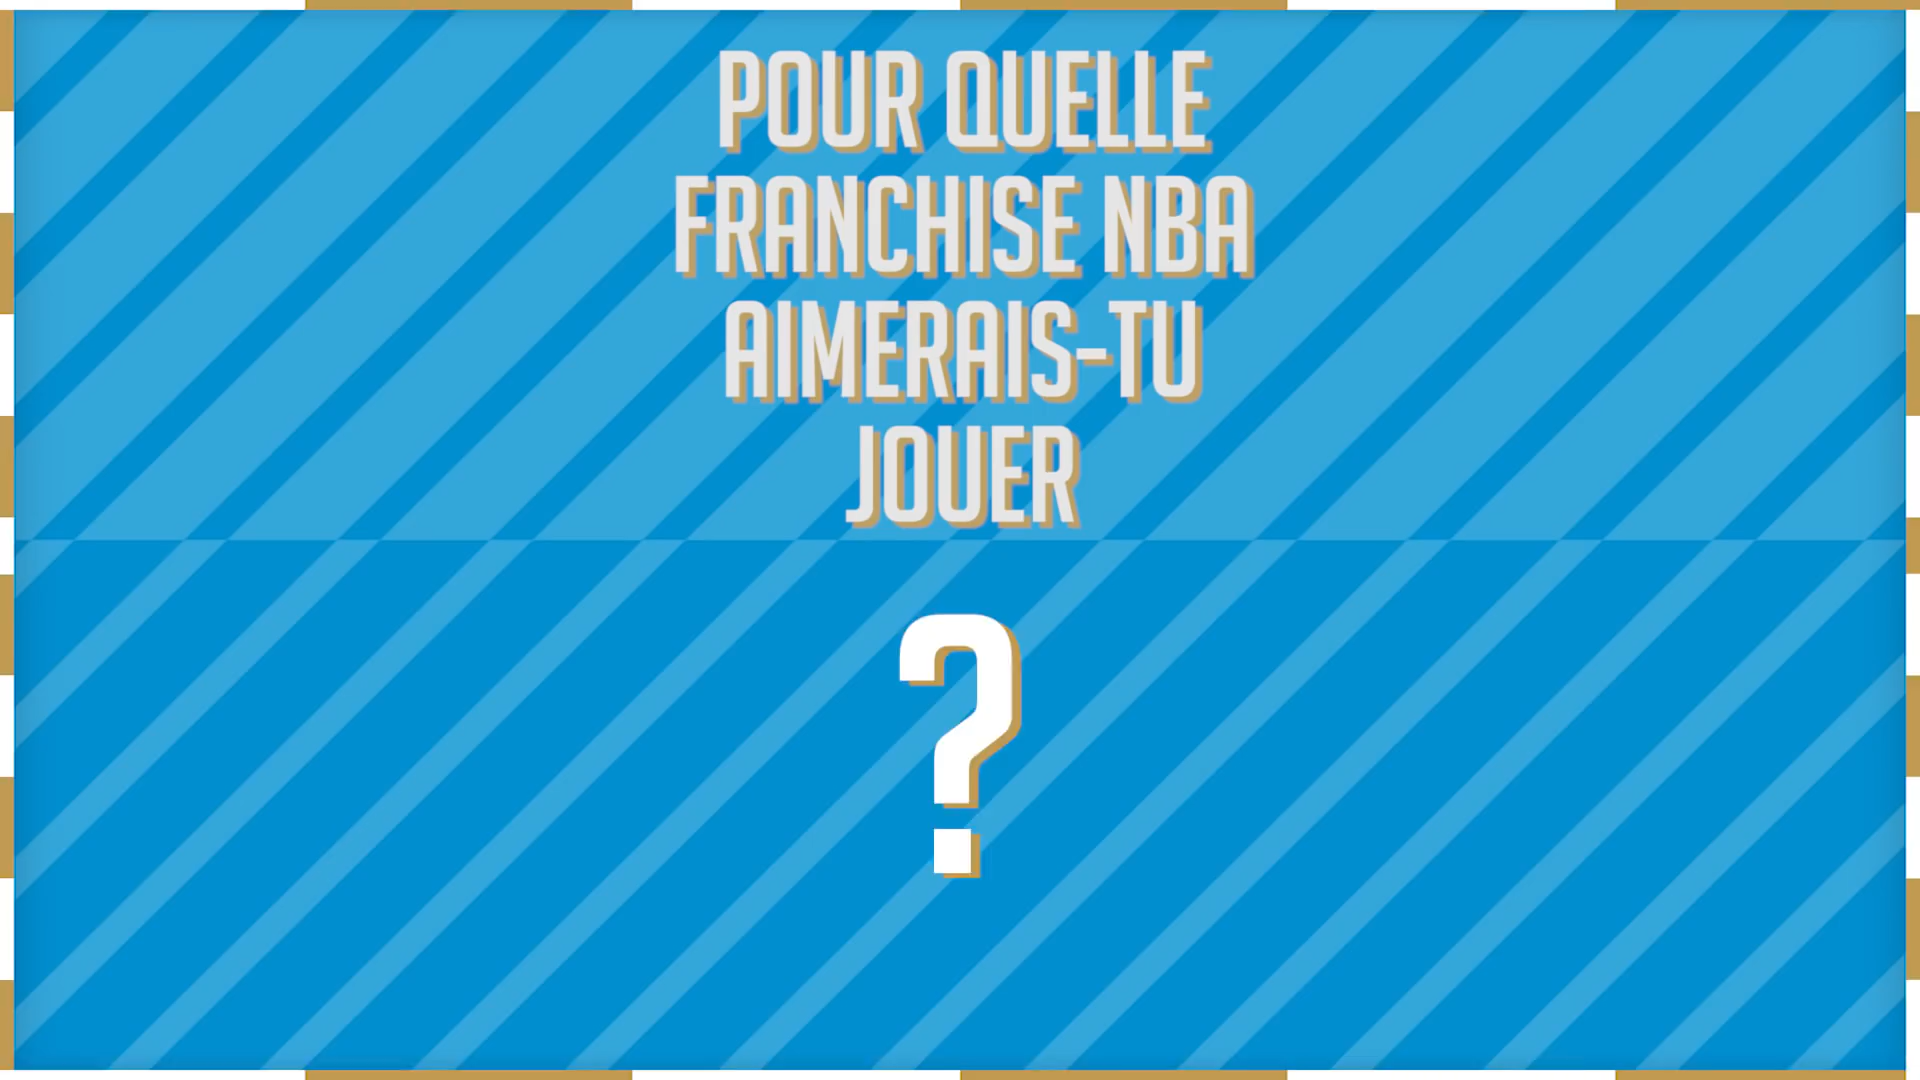 POUR QUELLE
FRANCHISE NBA
AIMERAIS-TU
JOUER
?